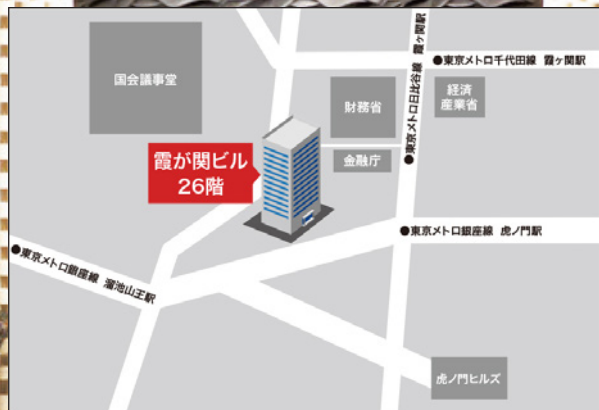 国会議事堂
●東京メトロ日比谷線 霞ヶ関駅
●東京メトロ千代田線 霞ヶ関駅
財務省
経済
産業省
霞が関ビル
26階
金融庁
●東京メトロ銀座線 虎ノ門駅
●東京メトロ銀座線 溜池山王駅
虎ノ門ヒルズ